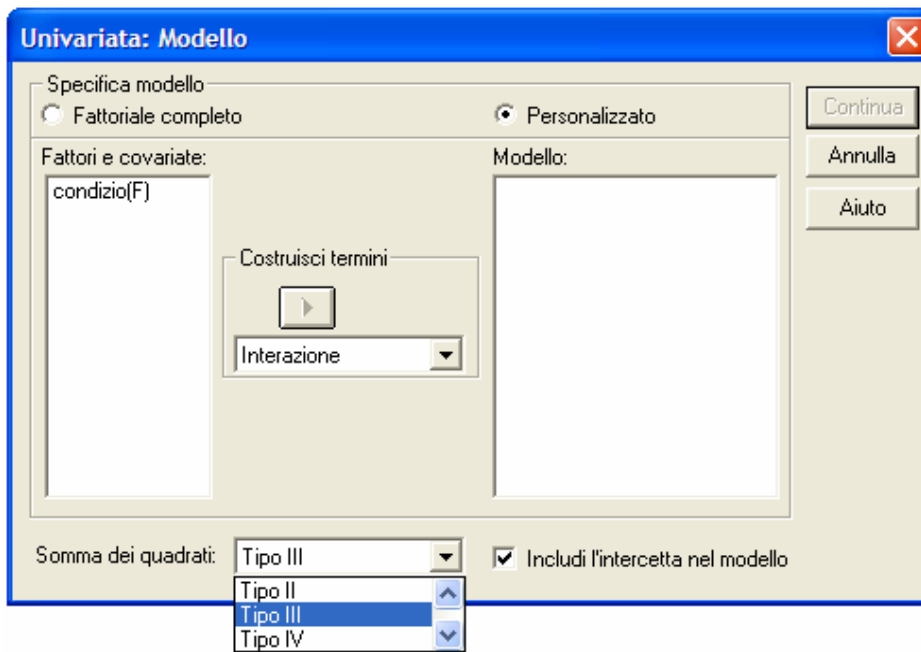 Univariata: Modello
Specifica modello
Fattoriale completo
Personalizzato
Continua
Annulla
Aiuto
Fattori e covariate:
condizio(F)
Costruisci termini
Interazione
Modello:
Somma dei quadrati:
Tipo III
Includi l'intercetta nel modello
Tipo II
Tipo III
Tipo IV